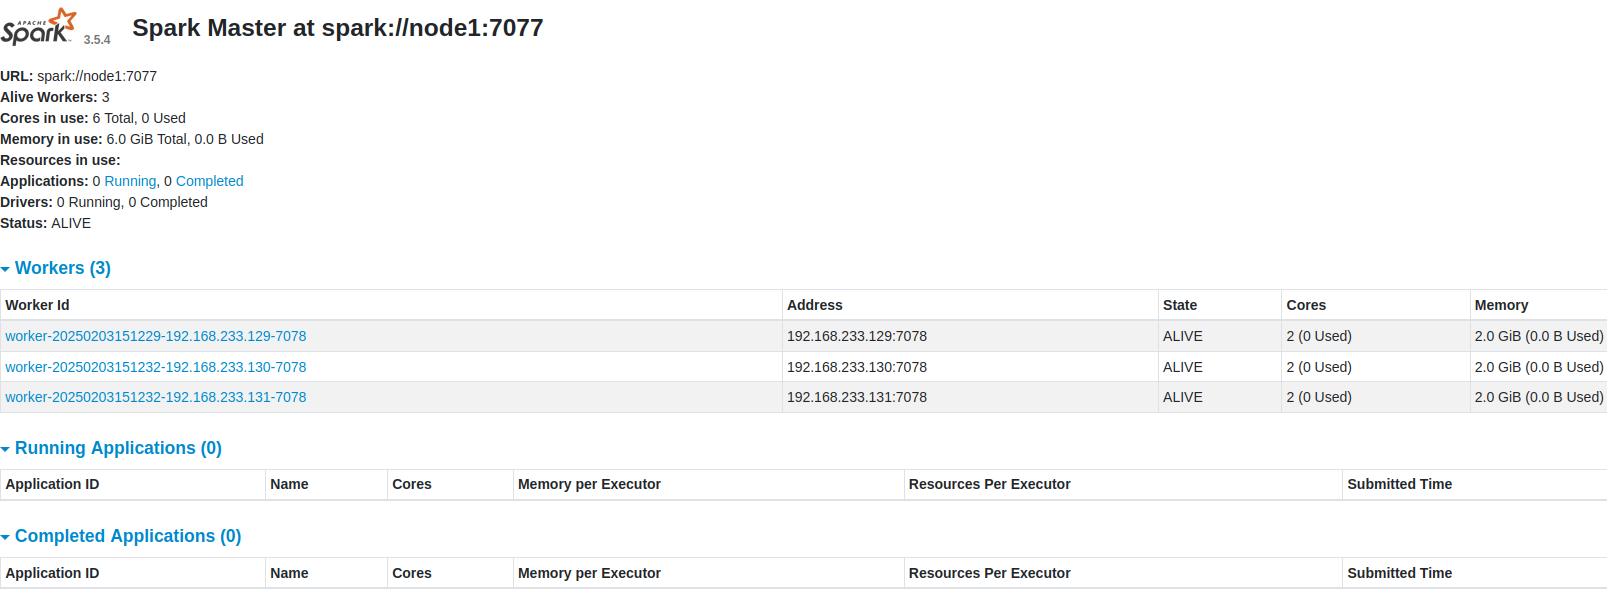 APACHE
Spark 3.5.4 Spark Master at spark://node1:7077
URL: spark://node1:7077
Alive Workers: 3
Cores in use: 6 Total, 0 Used
Memory in use: 6.0 GiB Total, 0.0 B Used
Resources in use:
Applications: 0 Running, 0 Completed
Drivers: 0 Running, 0 Completed
Status: ALIVE
Workers (3)
Worker Id Address State Cores Memory
worker-20250203151229-192.168.233.129-7078 192.168.233.129:7078 ALIVE 2 (0 Used) 2.0 GiB (0.0 B Used)
worker-20250203151232-192.168.233.130-7078 192.168.233.130:7078 ALIVE 2 (0 Used) 2.0 GiB (0.0 B Used)
worker-20250203151232-192.168.233.131-7078 192.168.233.131:7078 ALIVE 2 (0 Used) 2.0 GiB (0.0 B Used)
Running Applications (0)
Application ID Name Cores Memory per Executor Resources Per Executor Submitted Time
Completed Applications (0)
Application ID Name Cores Memory per Executor Resources Per Executor Submitted Time